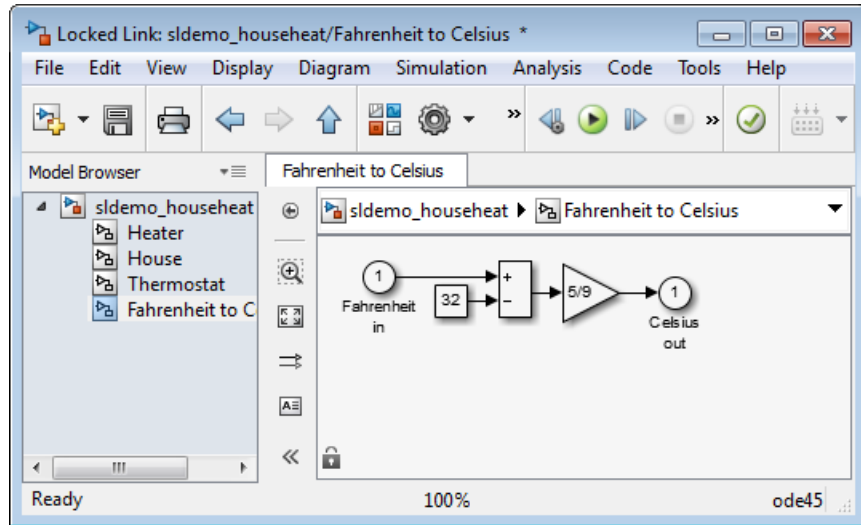 Locked Link: sldemo_househeat/Fahrenheit to Celsius *
File Edit View Display Diagram Simulation Analysis Code Tools Help
» »
Model Browser
Fahrenheit to Celsius
sldemo_househeat
Heater
House
Thermostat
Fahrenheit to C
sldemo_househeat Fahrenheit to Celsius
1
Fahrenheit
in
32
+
−
5/9
1
Celsius
out
Ready 100% ode45